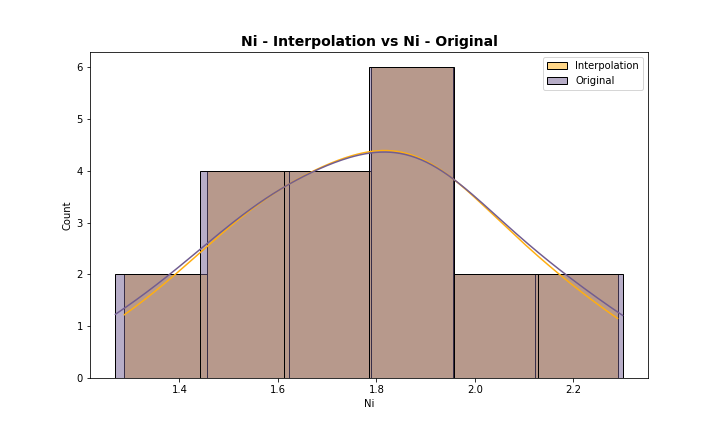 Ni - Interpolation vs Ni - Original
Interpolation
Original
6
5
4
3
2
1
0
Count
1.4 1.6 1.8 2.0 2.2
Ni